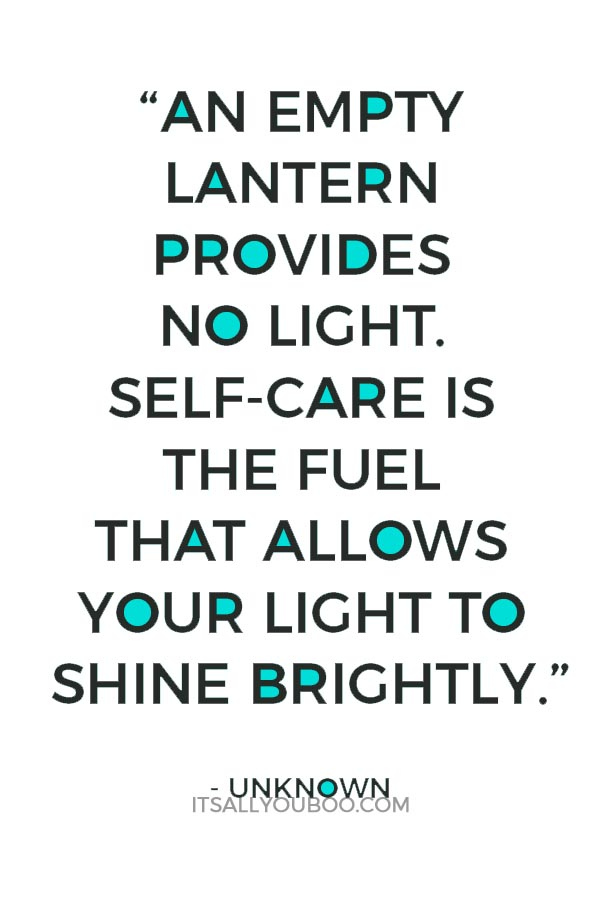 “AN EMPTY
LANTERN
PROVIDES
NO LIGHT.
SELF-CARE IS
THE FUEL
THAT ALLOWS
YOUR LIGHT TO
SHINE BRIGHTLY.”
- UNKNOWN
ITSALLYOUBOO.COM